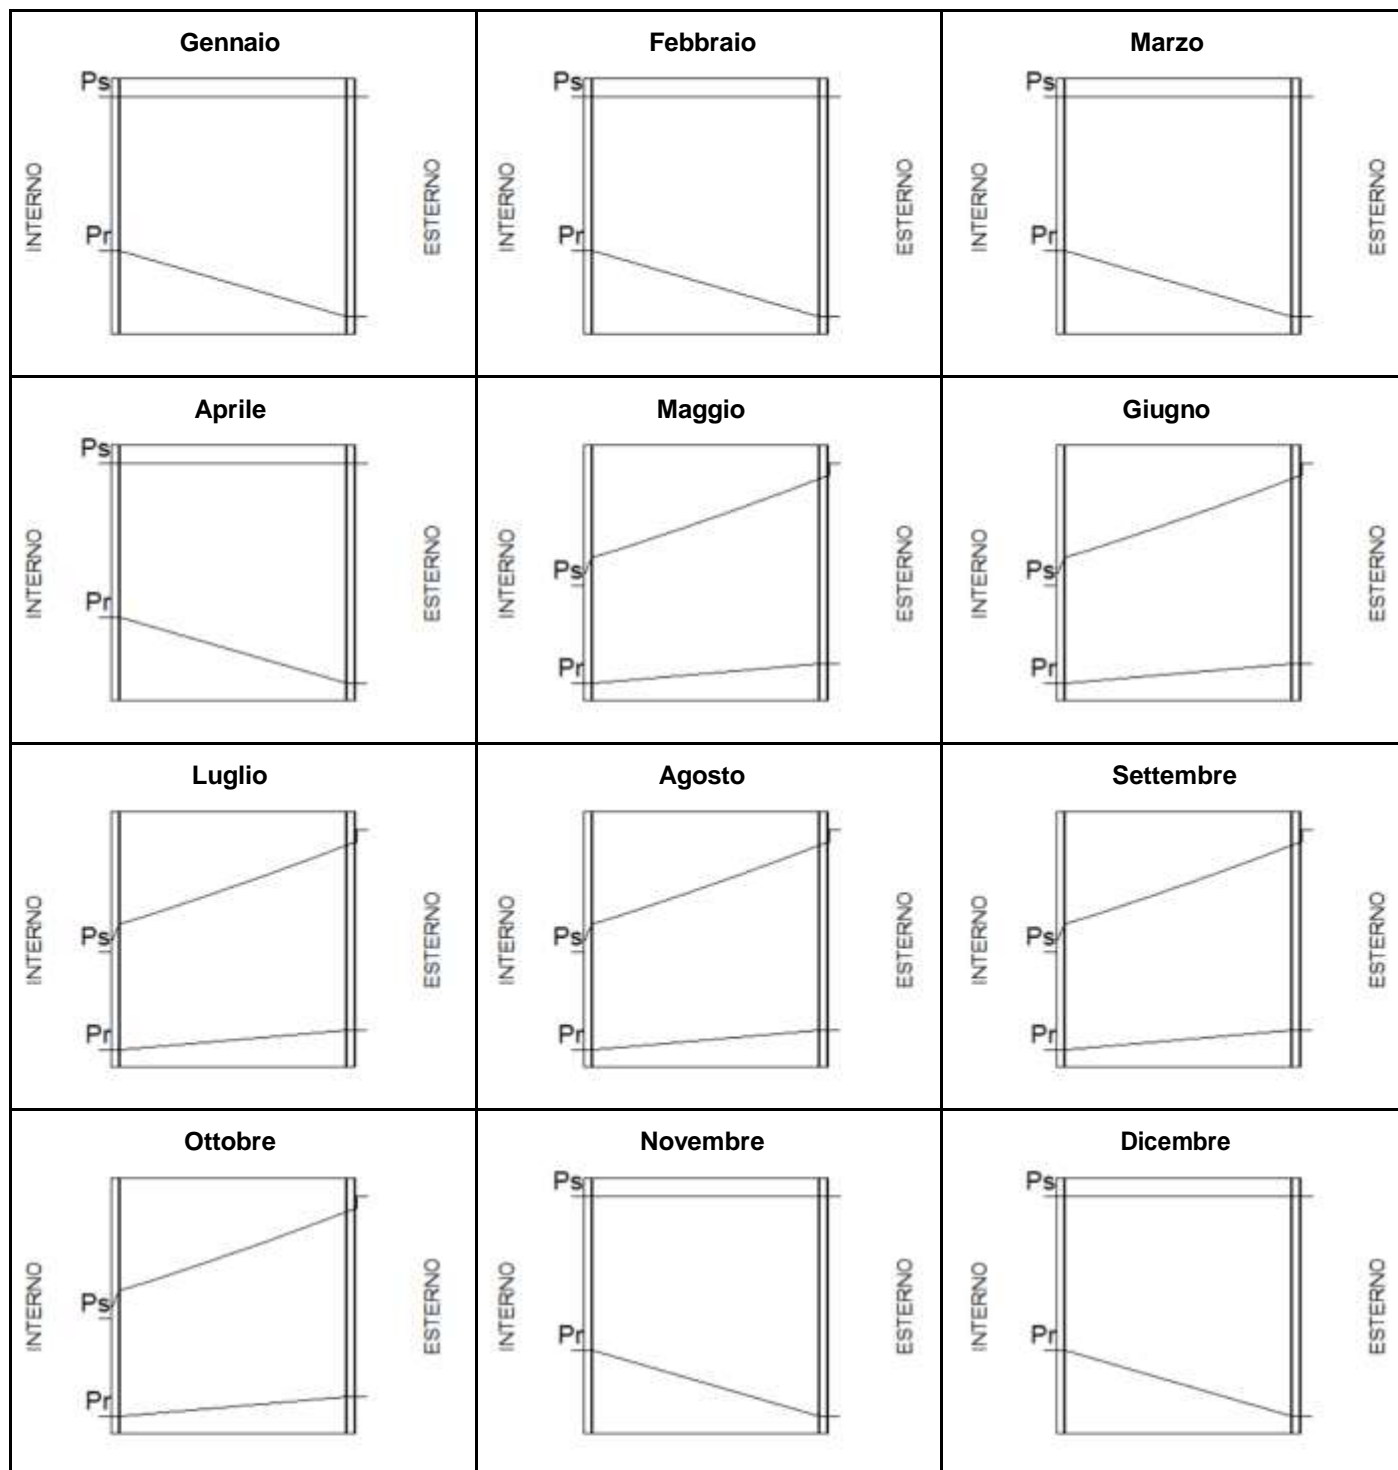 Gennaio
Ps
Pr
INTERNO
ESTERNO
Febbraio
Ps
Pr
INTERNO
ESTERNO
Marzo
Ps
Pr
INTERNO
ESTERNO
Aprile
Ps
Pr
INTERNO
ESTERNO
Maggio
Ps
Pr
INTERNO
ESTERNO
Giugno
Ps
Pr
INTERNO
ESTERNO
Luglio
Ps
Pr
INTERNO
ESTERNO
Agosto
Ps
Pr
INTERNO
ESTERNO
Settembre
Ps
Pr
INTERNO
ESTERNO
Ottobre
Ps
Pr
INTERNO
ESTERNO
Novembre
Ps
Pr
INTERNO
ESTERNO
Dicembre
Ps
Pr
INTERNO
ESTERNO